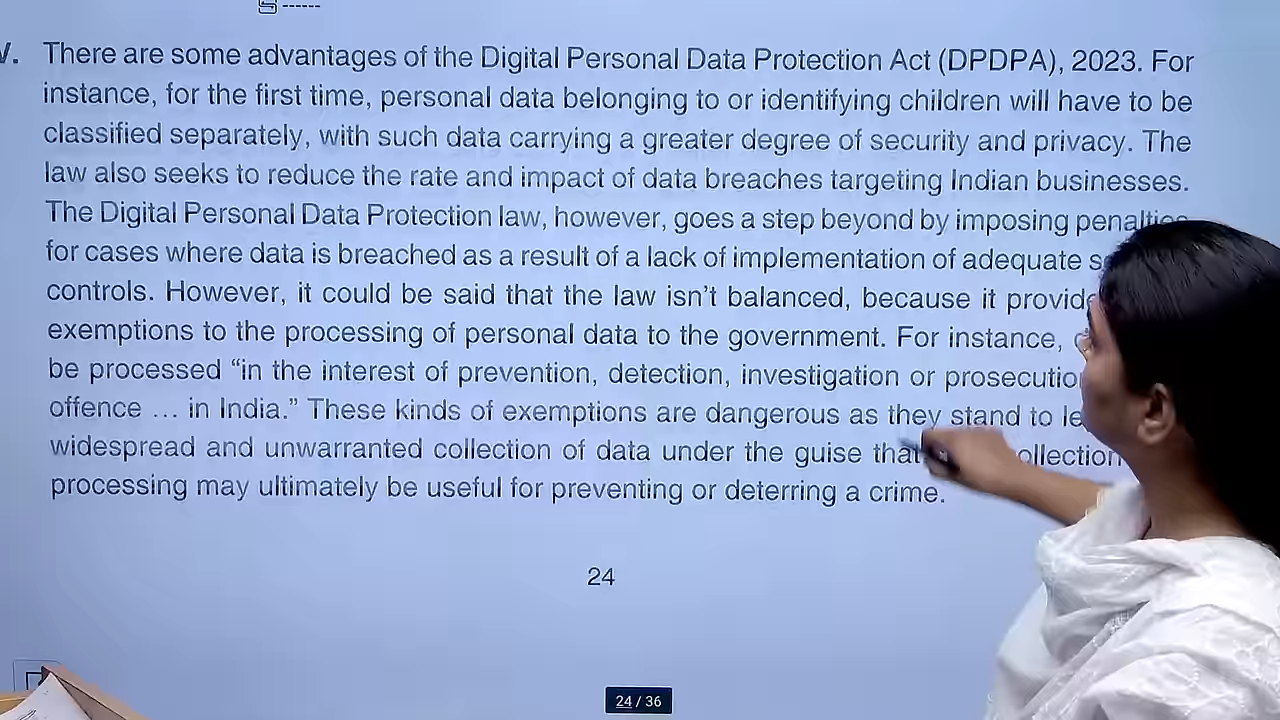 V. There are some advantages of the Digital Personal Data Protection Act (DPDPA), 2023. For
instance, for the first time, personal data belonging to or identifying children will have to be
classified separately, with such data carrying a greater degree of security and privacy. The
law also seeks to reduce the rate and impact of data breaches targeting Indian businesses.
The Digital Personal Data Protection law, however, goes a step beyond by imposing penalties
for cases where data is breached as a result of a lack of implementation of adequate
controls. However, it could be said that the law isn't balanced, because it
exemptions to the processing of personal data to the government. For instance,
be processed “in the interest of prevention, detection, investigation or
offence ... in India.” These kinds of exemptions are dangerous as they stand to
widespread and unwarranted collection of data under the guise that
processing may ultimately be useful for preventing or deterring a crime.
24
24 / 36